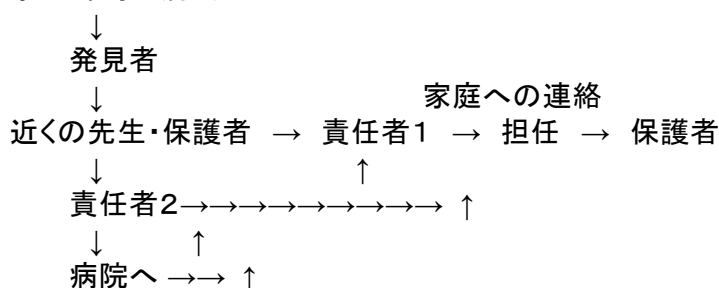 ↓
発見者
↓
家庭への連絡
近くの先生・保護者 → 責任者1 → 担任 → 保護者
↓ ↑
責任者2→→→→→→→→→ ↑
↓ ↑
病院へ →→ ↑